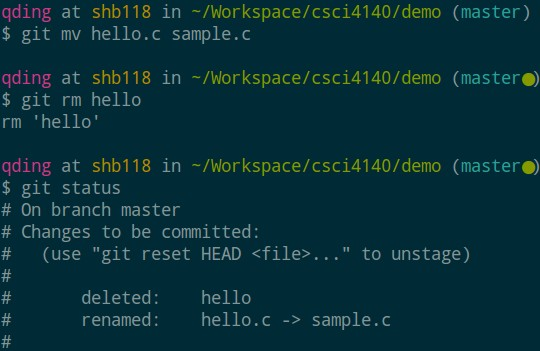 qding at shb118 in ~/Workspace/csci4140/demo (master)
$ git mv hello.c sample.c
qding at shb118 in ~/Workspace/csci4140/demo (master●)
$ git rm hello
rm 'hello'
qding at shb118 in ~/Workspace/csci4140/demo (master●)
$ git status
# On branch master
# Changes to be committed:
#   (use "git reset HEAD <file>..." to unstage)
#
#       deleted:    hello
#       renamed:    hello.c -> sample.c
#